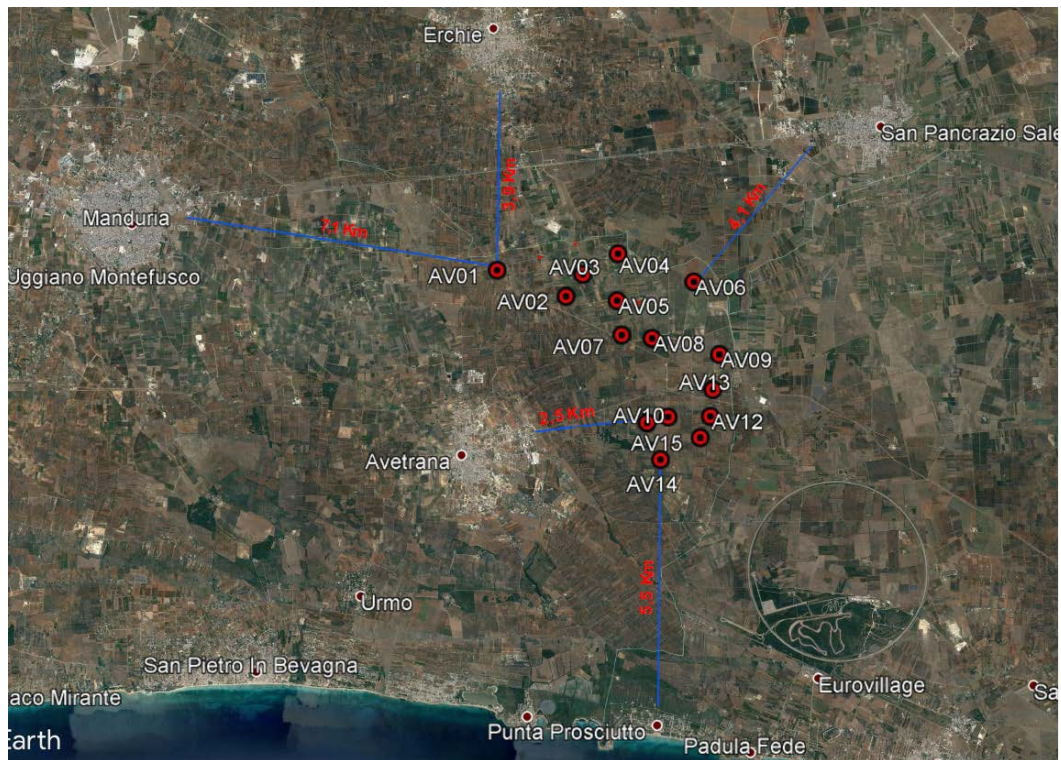 Erchie
San Pancrazio Sale
3,9 Km
4,1 Km
Manduria
7,1 Km
Uggiano Montefusco
AV01
AV03
AV04
AV06
AV02
AV05
AV07
AV08
AV09
AV13
2,5 Km
AV10
AV12
AV15
Avetrana
AV14
5.5 Km
Urmo
San Pietro In Bevagna
aco Mirante
Eurovillage
Sa
Punta Prosciutto
Padula Fede
Earth